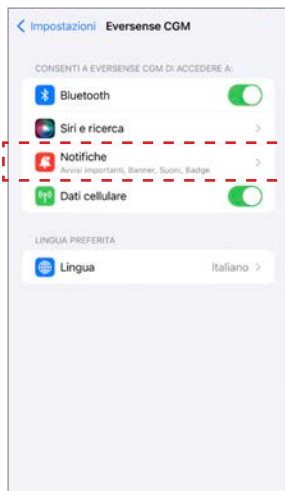 Impostazioni Eversense CGM
CONSENTI A EVERSENSE CGM DI ACCEDERE A:
Bluetooth
Siri e ricerca
Notifiche
Avvisi importanti, Banner, Suoni, Badge
Dati cellulare
LINGUA PREFERITA
Lingua Italiano